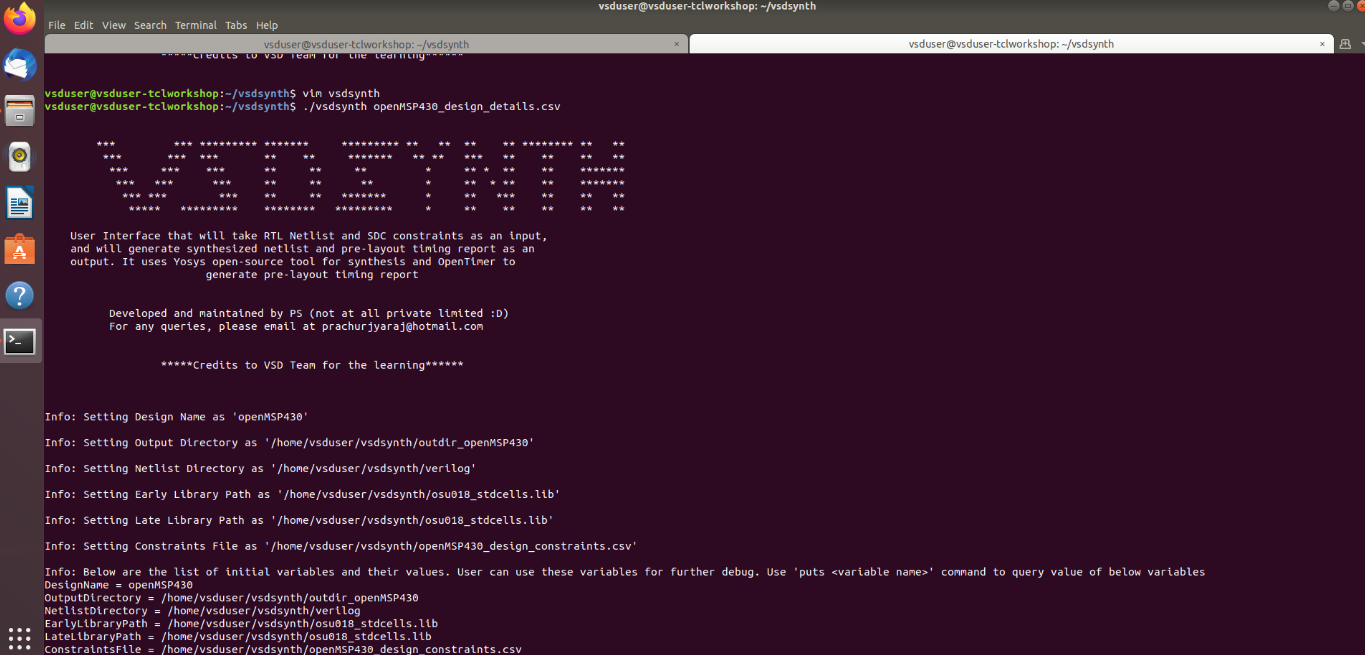 vsduser@vsduser-tclworkshop: ~/vsdsynth
File Edit View Search Terminal Tabs Help
vsduser@vsduser-tclworkshop: ~/vsdsynth × vsduser@vsduser-tclworkshop: ~/vsdsynth ×
*****Credits to VSD Team for the learning******
vsduser@vsduser-tclworkshop:~/vsdsynth$ vim vsdsynth
vsduser@vsduser-tclworkshop:~/vsdsynth$ ./vsdsynth openMSP430_design_details.csv
User Interface that will take RTL Netlist and SDC constraints as an input,
and will generate synthesized netlist and pre-layout timing report as an
output. It uses Yosys open-source tool for synthesis and OpenTimer to
generate pre-layout timing report
Developed and maintained by PS (not at all private limited :D)
For any queries, please email at prachurjyaraj@hotmail.com
*****Credits to VSD Team for the learning******
Info: Setting Design Name as 'openMSP430'
Info: Setting Output Directory as '/home/vsduser/vsdsynth/outdir_openMSP430'
Info: Setting Netlist Directory as '/home/vsduser/vsdsynth/verilog'
Info: Setting Early Library Path as '/home/vsduser/vsdsynth/osu018_stdcells.lib'
Info: Setting Late Library Path as '/home/vsduser/vsdsynth/osu018_stdcells.lib'
Info: Setting Constraints File as '/home/vsduser/vsdsynth/openMSP430_design_constraints.csv'
Info: Below are the list of initial variables and their values. User can use these variables for further debug. Use 'puts <variable name>' command to query value of below variables
DesignName = openMSP430
OutputDirectory = /home/vsduser/vsdsynth/outdir_openMSP430
NetlistDirectory = /home/vsduser/vsdsynth/verilog
EarlyLibraryPath = /home/vsduser/vsdsynth/osu018_stdcells.lib
LateLibraryPath = /home/vsduser/vsdsynth/osu018_stdcells.lib
ConstraintsFile = /home/vsduser/vsdsynth/openMSP430_design_constraints.csv